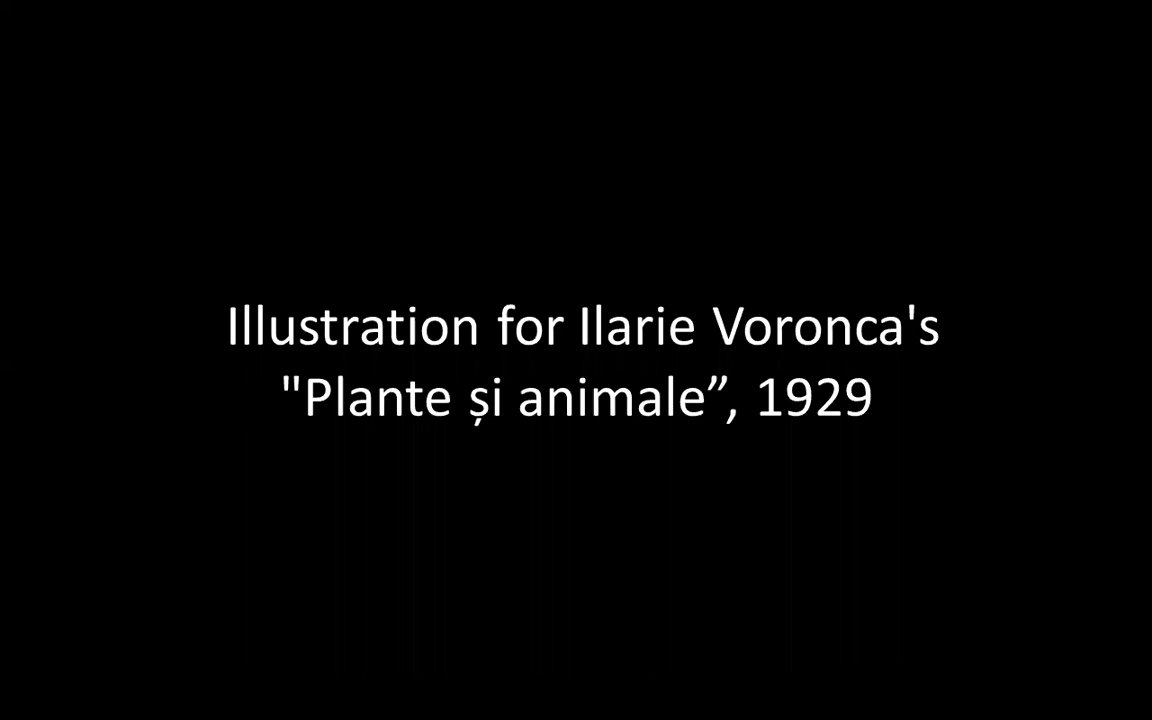 Illustration for Ilarie Voronca's
"Plante și animale”, 1929